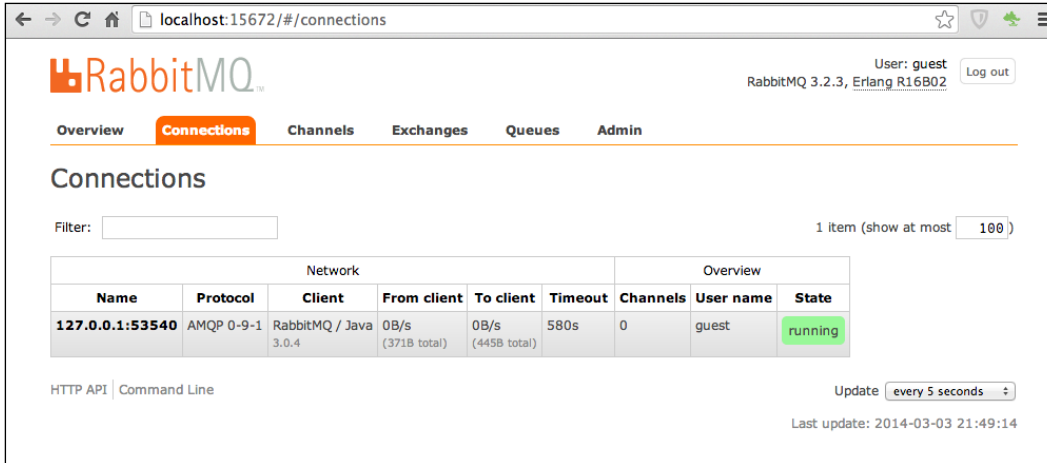 localhost:15672/#/connections
RabbitMQ
User: guest
RabbitMQ 3.2.3, Erlang R16B02
Log out
Overview Connections Channels Exchanges Queues Admin
Connections
Filter:
1 item (show at most 100 )
Network Overview
Name Protocol Client From client To client Timeout Channels User name State
127.0.0.1:53540 AMQP 0-9-1 RabbitMQ / Java 0B/s 0B/s 580s 0 guest running
3.0.4 (371B total) (445B total)
HTTP API Command Line
Update every 5 seconds
Last update: 2014-03-03 21:49:14